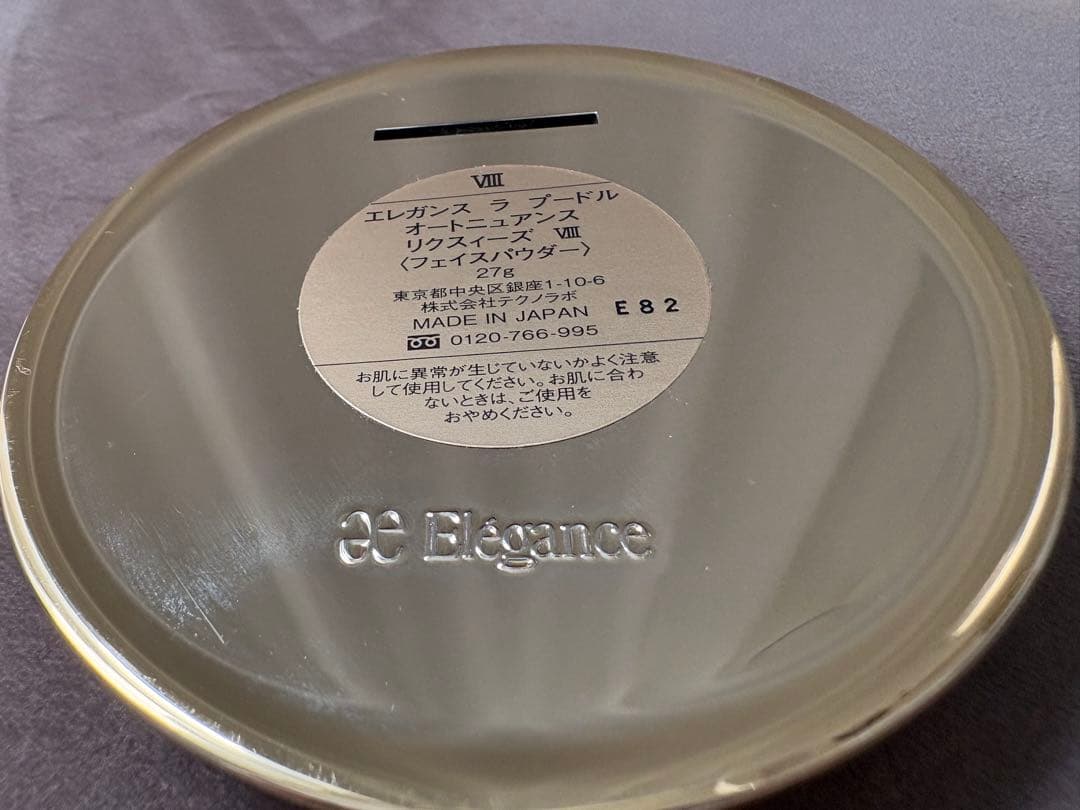 VIII
エレガンス ラ プードル
オートニュアンス
リクスィーズ VIII
〈フェイスパウダー〉
27g
東京都中央区銀座1-10-6
株式会社テクノラボ
MADE IN JAPAN E82
0120-766-995
お肌に異常が生じていないかよく注意
して使用してください。お肌に合わ
ないときは、ご使用を
おやめください。
Elégance